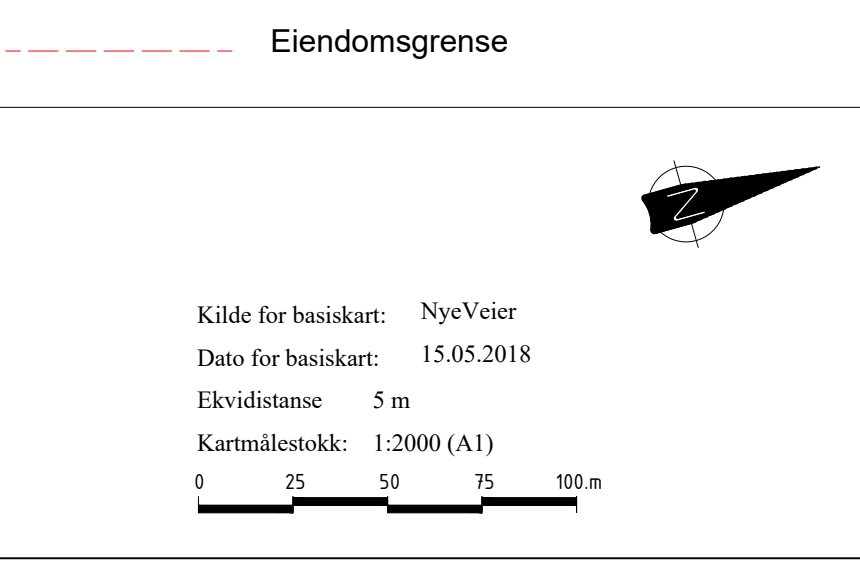 Eiendomsgrense
N
Kilde for basiskart: NyeVeier
Dato for basiskart: 15.05.2018
Ekvidistanse 5 m
Kartmålestokk: 1:2000 (A1)
0 25 50 75 100.m